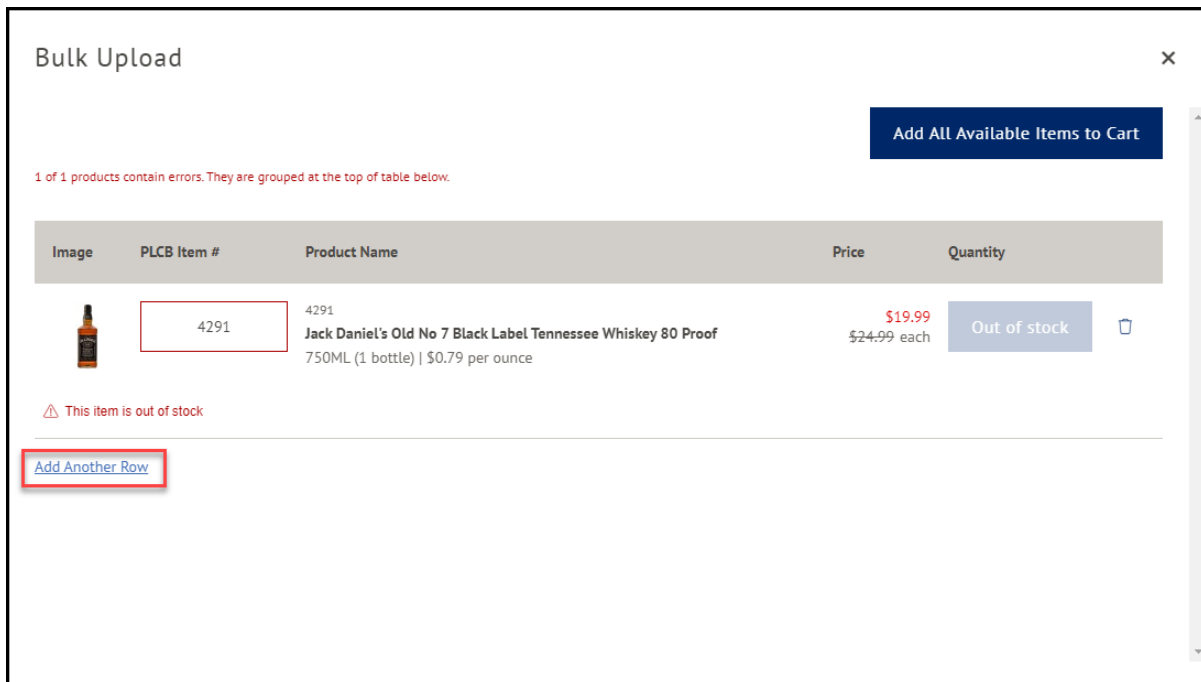 Bulk Upload
×
Add All Available Items to Cart
1 of 1 products contain errors. They are grouped at the top of table below.
Image PLCB Item # Product Name Price Quantity
4291
4291
Jack Daniel's Old No 7 Black Label Tennessee Whiskey 80 Proof
750ML (1 bottle) | $0.79 per ounce
$19.99
$24.99 each
Out of stock
This item is out of stock
Add Another Row